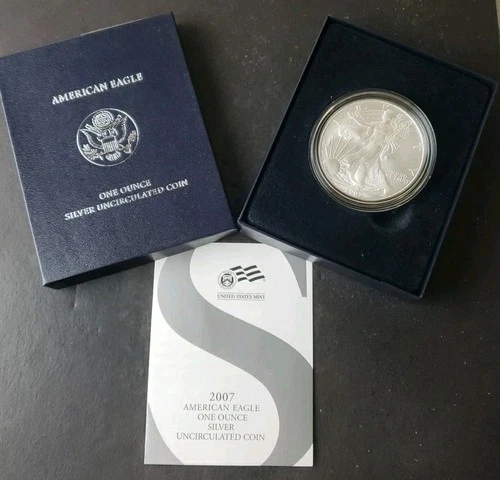 AMERICAN EAGLE
ONE OUNCE
SILVER UNCIRCULATED COIN
UNITED STATES MINT
S
2007
AMERICAN EAGLE
ONE OUNCE
SILVER
UNCIRCULATED COIN